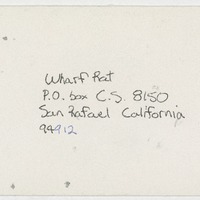 Wharf Rat
P.O. box C.S. 8150
San Rafael California
94912